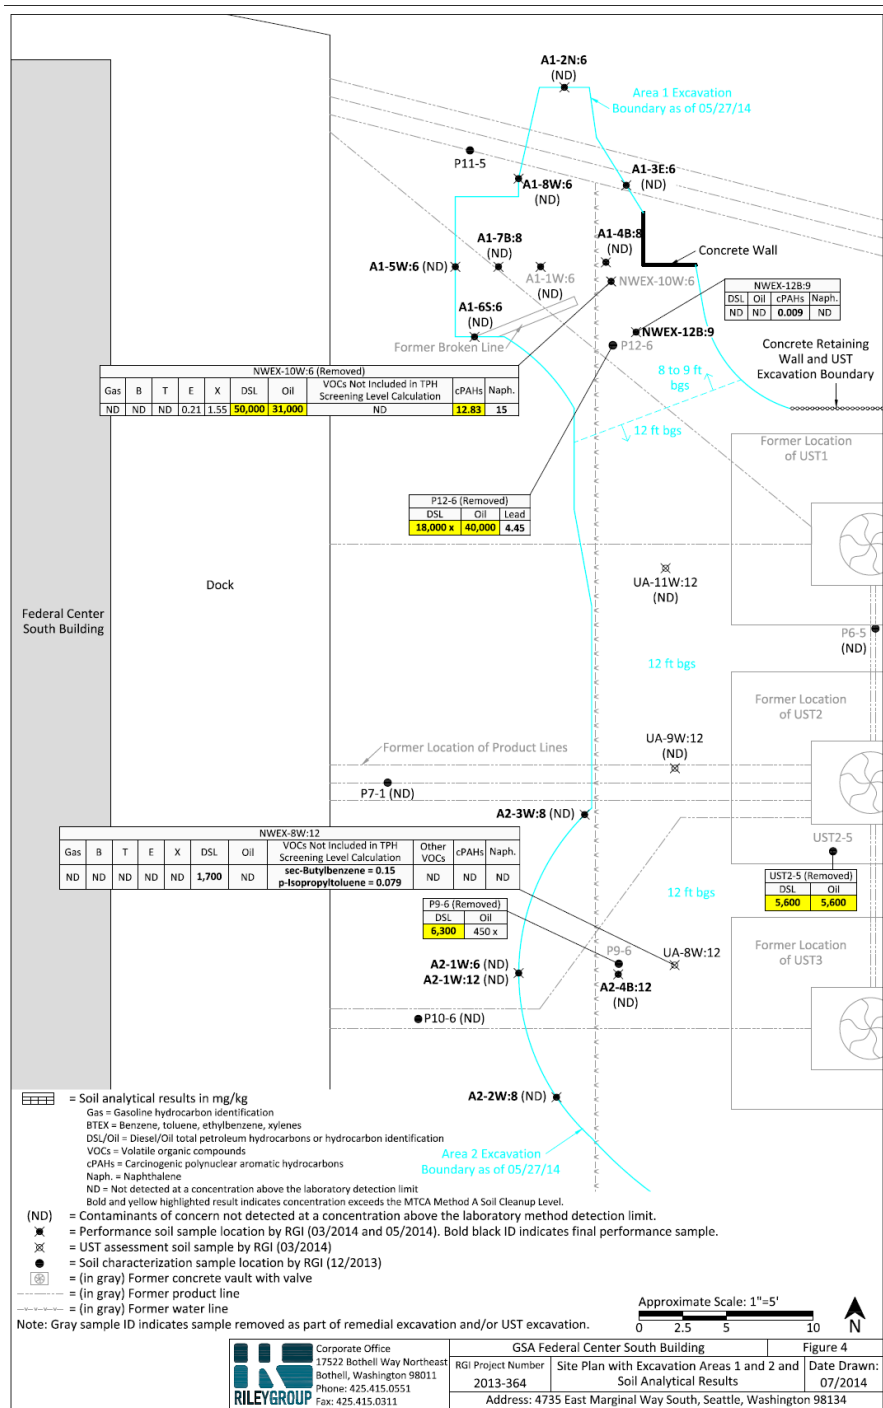 A1-2N:6
(ND)
Area 1 Excavation
Boundary as of 05/27/14
P11-5
A1-3E:6
(ND)
A1-8W:6
(ND)
A1-7B:8
(ND)
A1-4B:8
(ND)
Concrete Wall
A1-5W:6 (ND)
A1-1W:6
(ND)
NWEX-10W:6
NWEX-12B:9
DSL Oil cPAHs Naph.
ND ND 0.009 ND
A1-6S:6
(ND)
NWEX-12B:9
Former Broken Line
P12-6
Concrete Retaining
Wall and UST
Excavation Boundary
NWEX-10W:6 (Removed)
Gas B T E X DSL Oil VOCs Not Included in TPH Screening Level Calculation cPAHs Naph.
ND ND ND 0.21 1.55 50,000 31,000 ND 12.83 15
8 to 9 ft
bgs
12 ft bgs
Former Location
of UST1
P12-6 (Removed)
DSL Oil Lead
18,000 x 40,000 4.45
Dock
UA-11W:12
(ND)
Federal Center
South Building
P6-5
(ND)
12 ft bgs
Former Location
of UST2
UA-9W:12
(ND)
Former Location of Product Lines
P7-1 (ND)
A2-3W:8 (ND)
NWEX-8W:12
Gas B T E X DSL Oil VOCs Not Included in TPH Screening Level Calculation Other VOCs cPAHs Naph.
ND ND ND ND ND 1,700 ND sec-Butylbenzene = 0.15 p-Isopropyltoluene = 0.079 ND ND ND
UST2-5
UST2-5 (Removed)
DSL Oil
5,600 5,600
12 ft bgs
P9-6 (Removed)
DSL Oil
6,300 450 x
P9-6
UA-8W:12
Former Location
of UST3
A2-1W:6 (ND)
A2-1W:12 (ND)
A2-4B:12
(ND)
P10-6 (ND)
A2-2W:8 (ND)
Area 2 Excavation
Boundary as of 05/27/14
= Soil analytical results in mg/kg
Gas = Gasoline hydrocarbon identification
BTEX = Benzene, toluene, ethylbenzene, xylenes
DSL/Oil = Diesel/Oil total petroleum hydrocarbons or hydrocarbon identification
VOCs = Volatile organic compounds
cPAHs = Carcinogenic polynuclear aromatic hydrocarbons
Naph. = Naphthalene
ND = Not detected at a concentration above the laboratory detection limit
Bold and yellow highlighted result indicates concentration exceeds the MTCA Method A Soil Cleanup Level.
(ND) = Contaminants of concern not detected at a concentration above the laboratory method detection limit.
= Performance soil sample location by RGI (03/2014 and 05/2014). Bold black ID indicates final performance sample.
= UST assessment soil sample by RGI (03/2014)
= Soil characterization sample location by RGI (12/2013)
= (in gray) Former concrete vault with valve
= (in gray) Former product line
= (in gray) Former water line
Note: Gray sample ID indicates sample removed as part of remedial excavation and/or UST excavation.
Approximate Scale: 1"=5'
0 2.5 5 10
N
RILEYGROUP
Corporate Office
17522 Bothell Way Northeast
Bothell, Washington 98011
Phone: 425.415.0551
Fax: 425.415.0311
GSA Federal Center South Building
Figure 4
RGI Project Number
2013-364
Site Plan with Excavation Areas 1 and 2 and
Soil Analytical Results
Date Drawn:
07/2014
Address: 4735 East Marginal Way South, Seattle, Washington 98134